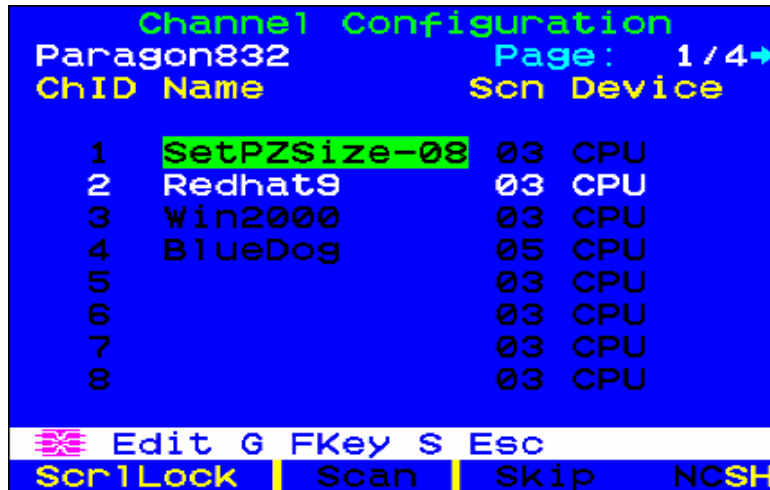 Channel Configuration
Paragon832 Page: 1/4
ChID Name Scn Device
1 SetPZSize-08 03 CPU
2 Redhat9 03 CPU
3 Win2000 03 CPU
4 BlueDog 05 CPU
5 03 CPU
6 03 CPU
7 03 CPU
8 03 CPU
Edit G FKey S Esc
ScrlLock Scan Skip NCSH